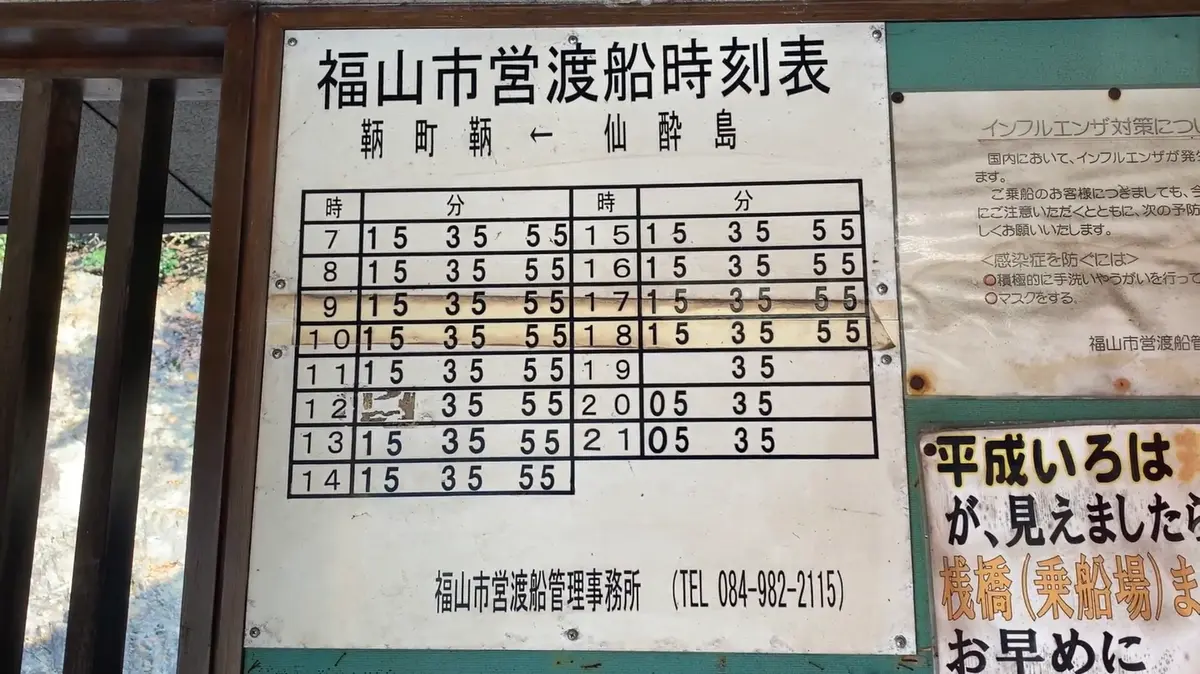 福山市営渡船時刻表
鞆町鞆 ← 仙酔島
時 分 時 分
7 15 35 55 15 15 35 55
8 15 35 55 16 15 35 55
9 15 35 55 17 15 35 55
10 15 35 55 18 15 35 55
11 15 35 55 19 35
12 35 55 20 05 35
13 15 35 55 21 05 35
14 15 35 55
福山市営渡船管理事務所 (TEL 084-982-2115)
インフルエンザ対策につい
国内において、インフルエンザが発生
ます。
ご乗船のお客様につきましても、今
にご注意いただくとともに、次の予防
しくお願いいたします。
<感染症を防ぐには>
○積極的に手洗いやうがいを行って
○マスクをする。
福山市営渡船管
平成いろは
が、見えましたら
桟橋(乗船場)ま
お早めに